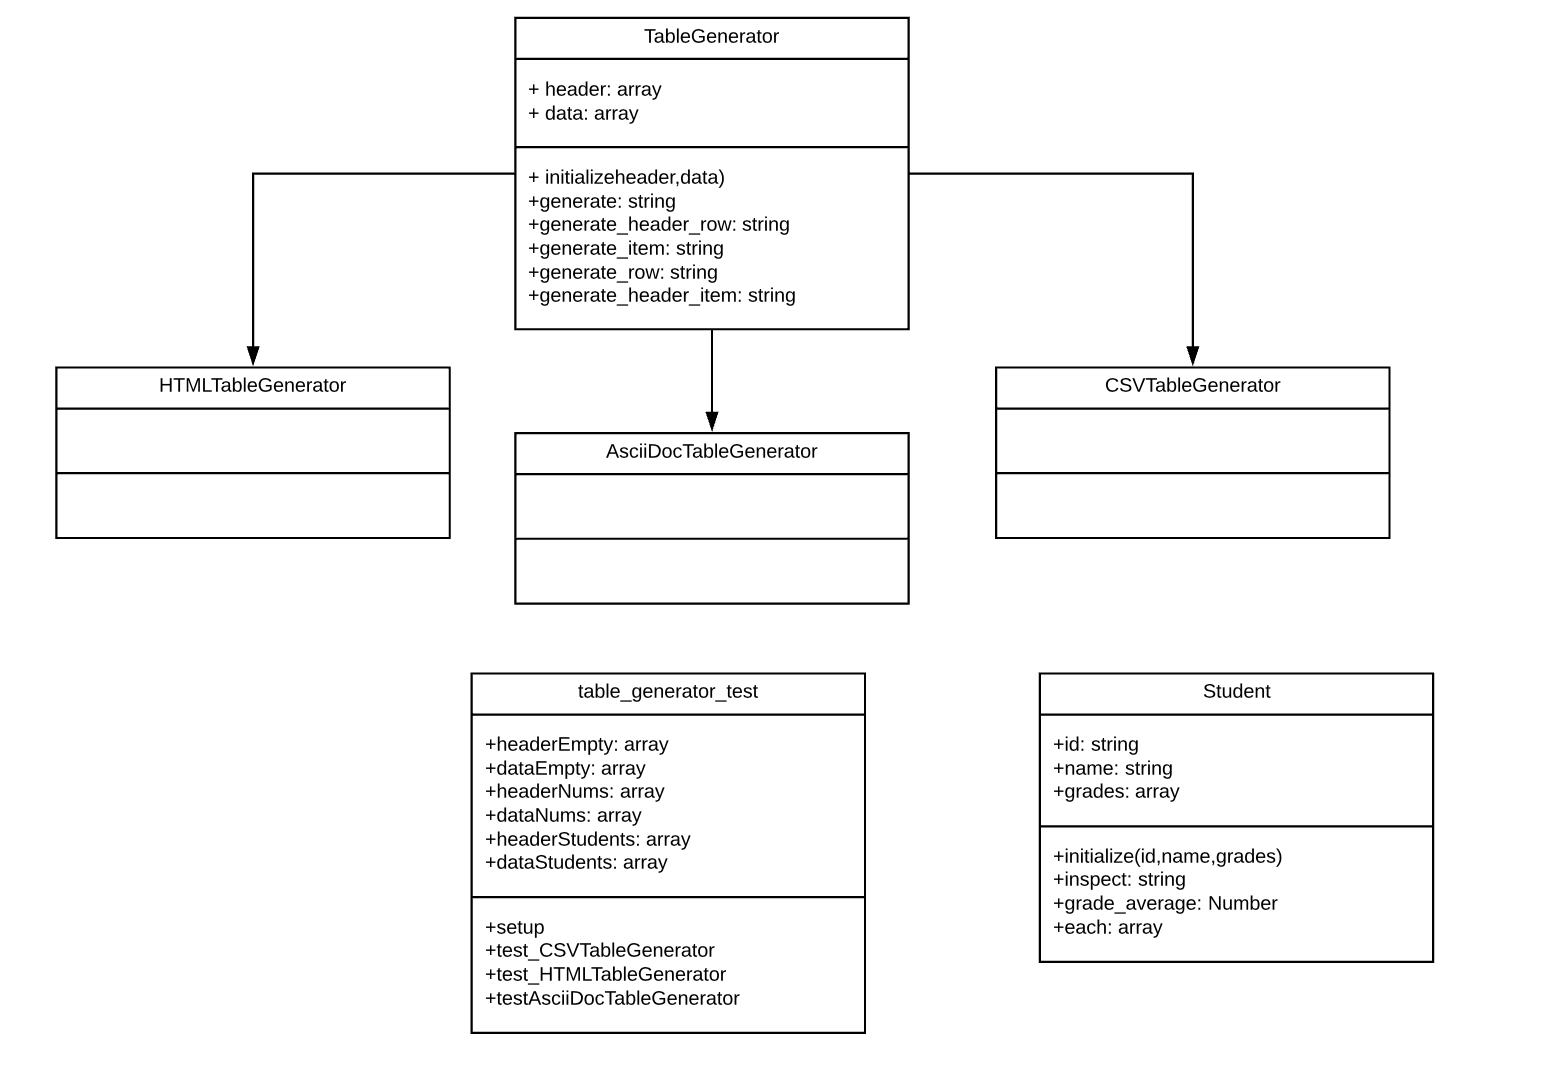 TableGenerator
+ header: array
+ data: array
+ initializeheader,data)
+generate: string
+generate_header_row: string
+generate_item: string
+generate_row: string
+generate_header_item: string
HTMLTableGenerator
AsciiDocTableGenerator
CSVTableGenerator
table_generator_test
+headerEmpty: array
+dataEmpty: array
+headerNums: array
+dataNums: array
+headerStudents: array
+dataStudents: array
+setup
+test_CSVTableGenerator
+test_HTMLTableGenerator
+testAsciiDocTableGenerator
Student
+id: string
+name: string
+grades: array
+initialize(id,name,grades)
+inspect: string
+grade_average: Number
+each: array